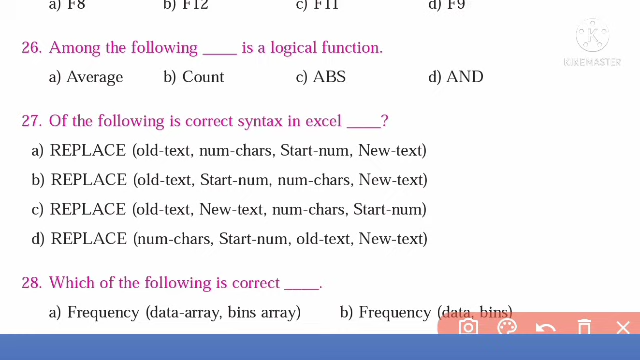 a) F8 b) F12 c) F11 d) F9
26. Among the following ____ is a logical function.
a) Average b) Count c) ABS d) AND
27. Of the following is correct syntax in excel ____?
a) REPLACE (old-text, num-chars, Start-num, New-text)
b) REPLACE (old-text, Start-num, num-chars, New-text)
c) REPLACE (old-text, New-text, num-chars, Start-num)
d) REPLACE (num-chars, Start-num, old-text, New-text)
28. Which of the following is correct ____.
a) Frequency (data-array, bins array) b) Frequency (data, bins)
KINEMASTER